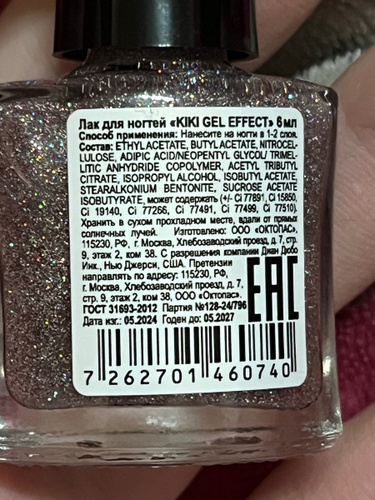 Лак для ногтей «KIKI GEL EFFECT» 6 мл
Способ применения: Нанесите на ногти в 1-2 слоя.
Состав: ETHYL ACETATE, BUTYL ACETATE, NITROCEL-
LULOSE, ADIPIC ACID/NEOPENTYL GLYCOL/ TRIMEL-
LITIC ANHYDRIDE COPOLYMER, ACETYL TRIBUTYL
CITRATE, ISOPROPYL ALCOHOL, ISOBUTYL ACETATE,
STEARALKONIUM BENTONITE, SUCROSE ACETATE
ISOBUTYRATE, может содержать (+/- CI 77891, CI 15850,
Ci 19140, Ci 77266, Ci 77491, Ci 77499, Ci 77510).
Хранить в сухом прохладном месте, вдали от прямых
солнечных лучей. Изготовлено: ООО «ОКТОПАС»,
115230, РФ, г. Москва, Хлебозаводский проезд, д. 7, стр.
9, этаж 2, ком 38. С разрешения компании Диан Дюбо
Инк., Нью Джерси, США. Претензии
направлять по адресу: 115230, РФ,
г. Москва, Хлебозаводский проезд, д. 7,
стр. 9, этаж 2, ком 38, ООО "Октопас".
ГОСТ 31693-2012 Партия №128-24/796
Дата изг.: 05.2024 Годен до: 05.2027
EAC
7 262701 460740